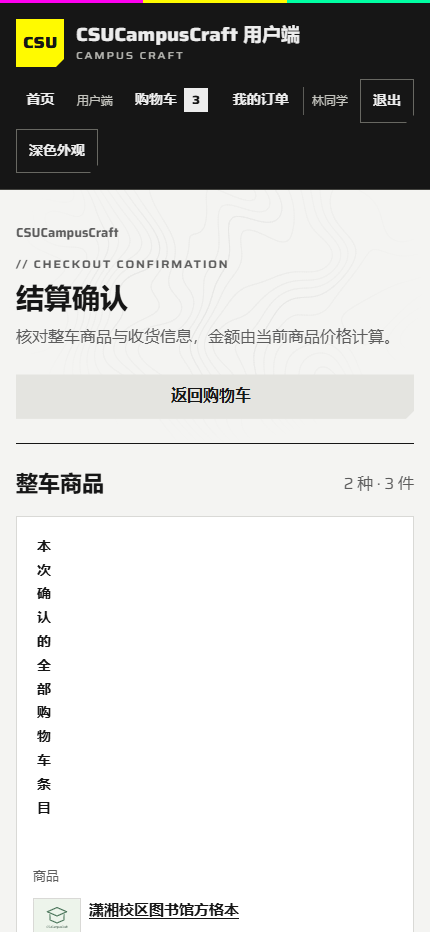 CSU
CSUCampusCraft 用户端
CAMPUS CRAFT
首页 用户端 购物车 3 我的订单 林同学 退出
深色外观
CSUCampusCraft
// CHECKOUT CONFIRMATION
结算确认
核对整车商品与收货信息，金额由当前商品价格计算。
返回购物车
整车商品 2 种 · 3 件
本
次
确
认
的
全
部
购
物
车
条
目
商品
潇湘校区图书馆方格本